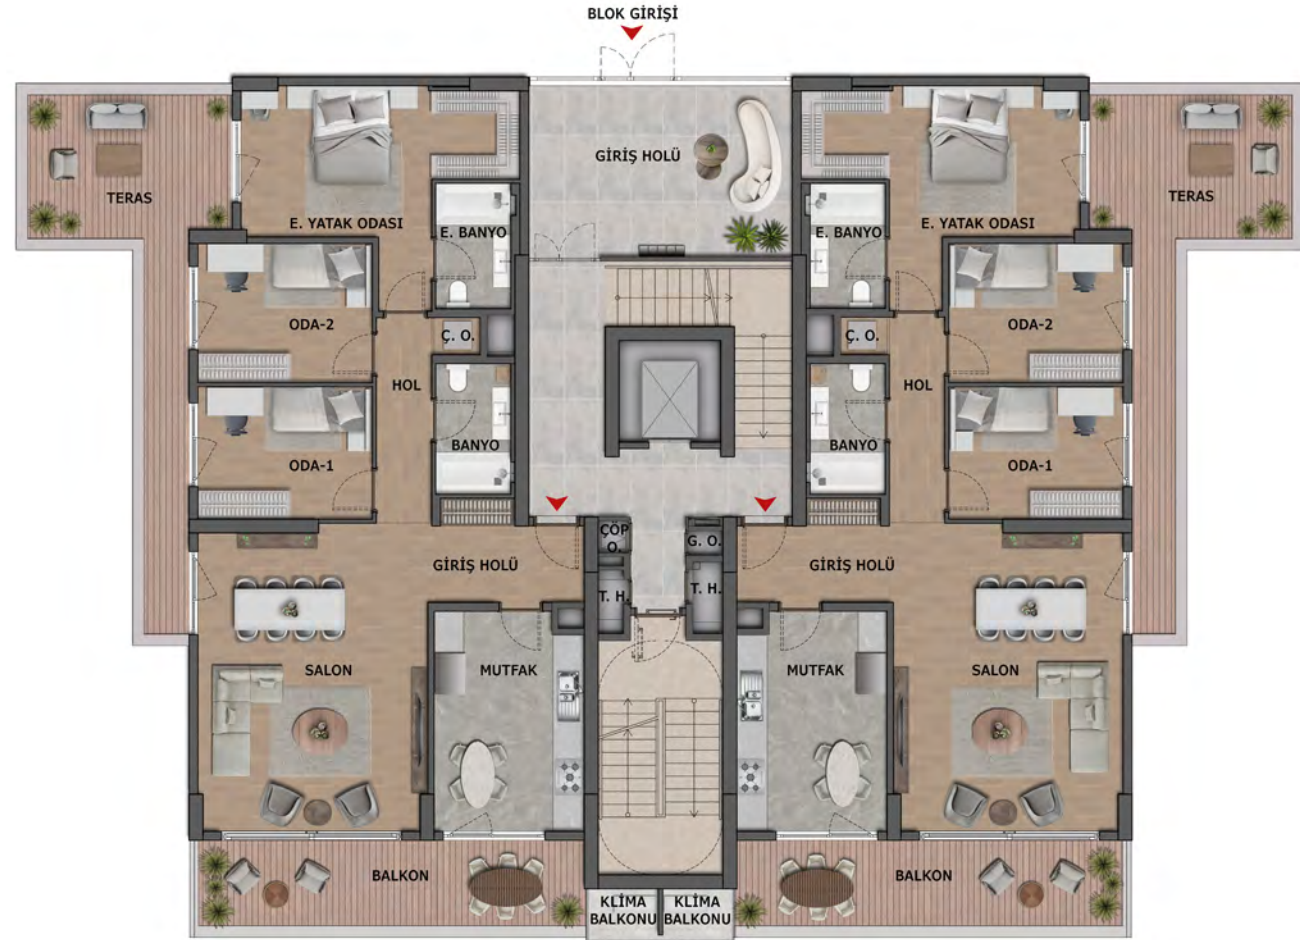 BLOK GİRİŞİ
GİRİŞ HOLÜ
TERAS
TERAS
E. YATAK ODASI
E. BANYO
E. BANYO
E. YATAK ODASI
ODA-2
Ç. O.
Ç. O.
ODA-2
HOL
HOL
BANYO
BANYO
ODA-1
ODA-1
ÇÖP
O.
G. O.
GİRİŞ HOLÜ
GİRİŞ HOLÜ
T. H.
T. H.
SALON
MUTFAK
MUTFAK
SALON
BALKON
BALKON
KLİMA
BALKONU
KLİMA
BALKONU